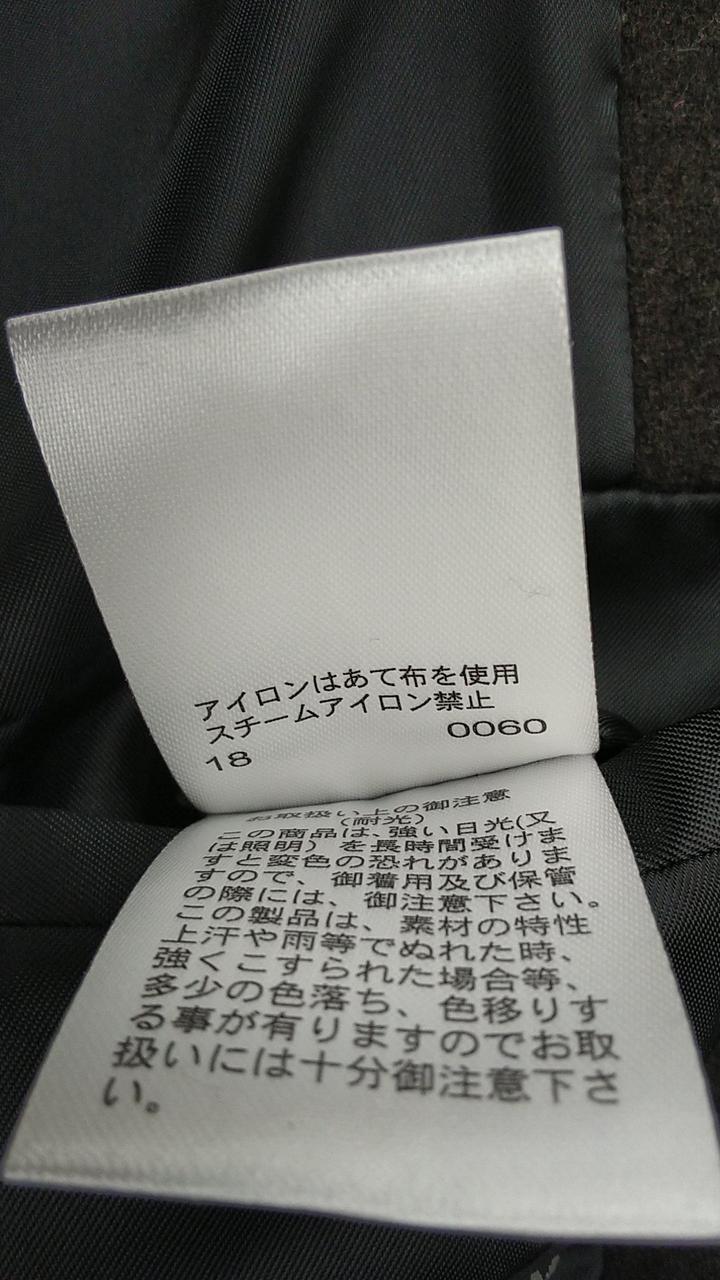 アイロンはあて布を使用
スチームアイロン禁止
18 0060
お取扱い上の御注意
(耐光)
この商品は、強い日光(又
は照明) を長時間受けま
すと変色の恐れがありま
すので、御着用及び保管
の際には、御注意下さい。
この製品は、素材の特性
上汗や雨等でぬれた時、
強くこすられた場合等、
多少の色落ち、色移りす
る事が有りますのでお取
扱いには十分御注意下さ
い。